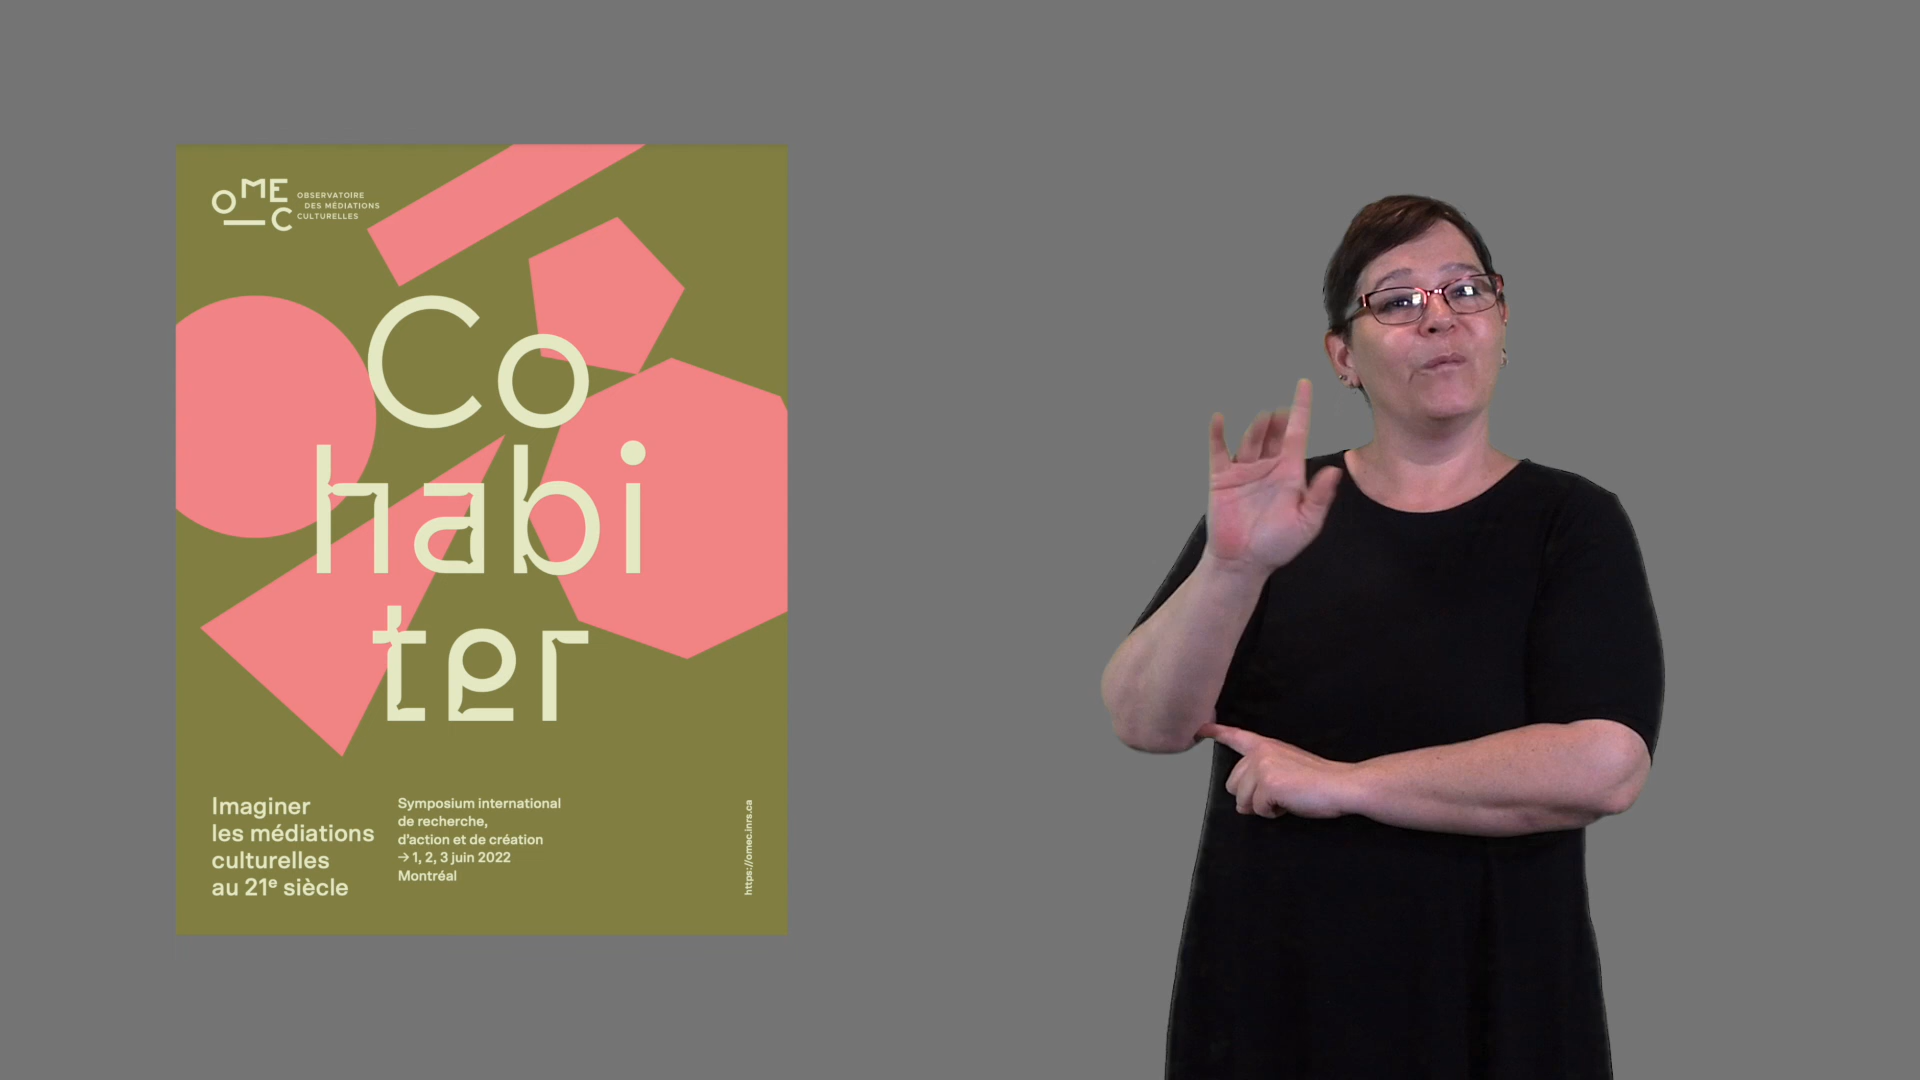 OMEC
OBSERVATOIRE
DES MÉDIATIONS
CULTURELLES
Co
habi
ter
Imaginer
les médiations
culturelles
au 21e siècle
Symposium international
de recherche,
d'action et de création
→ 1, 2, 3 juin 2022
Montréal
https://omec.inrs.ca